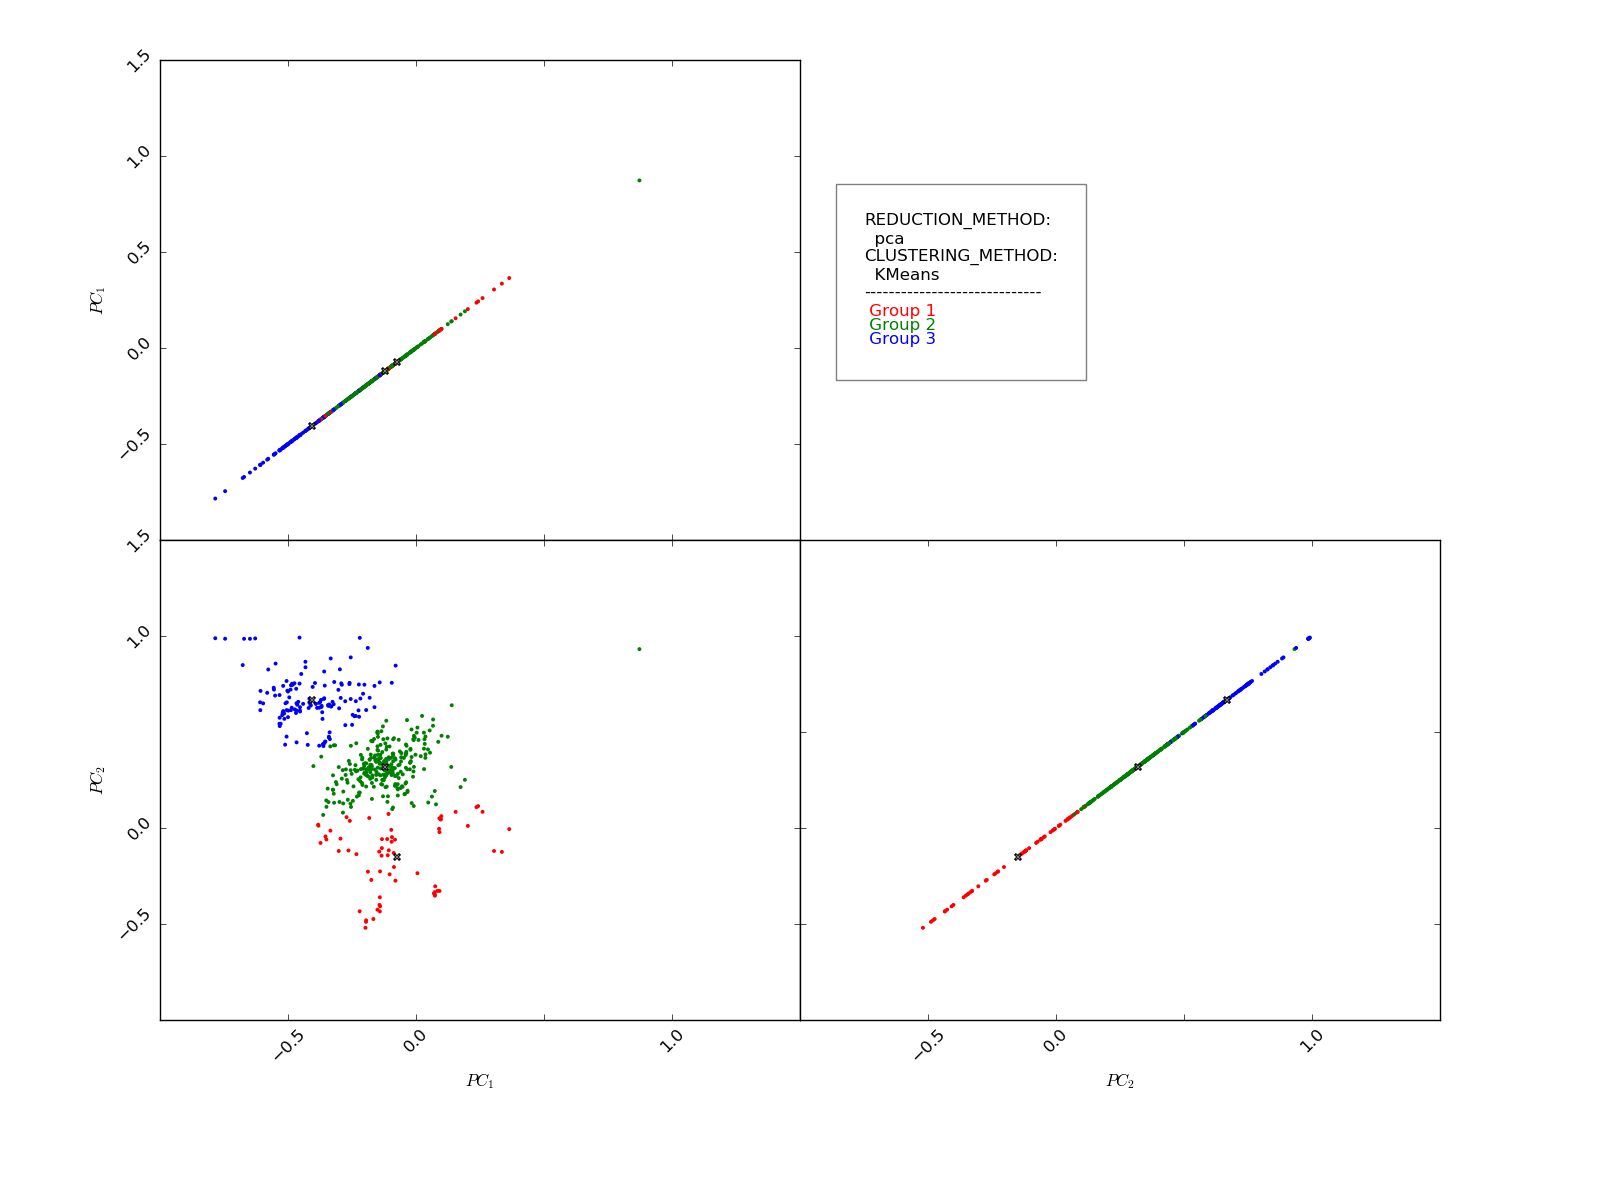 1.5
1.0
0.5
0.0
−0.5
PC₁
REDUCTION_METHOD:
pca
CLUSTERING_METHOD:
KMeans
-----------------------------
Group 1
Group 2
Group 3
1.5
1.0
0.0
−0.5
PC₂
−0.5 0.0 1.0
−0.5 0.0 1.0
PC₁
PC₂